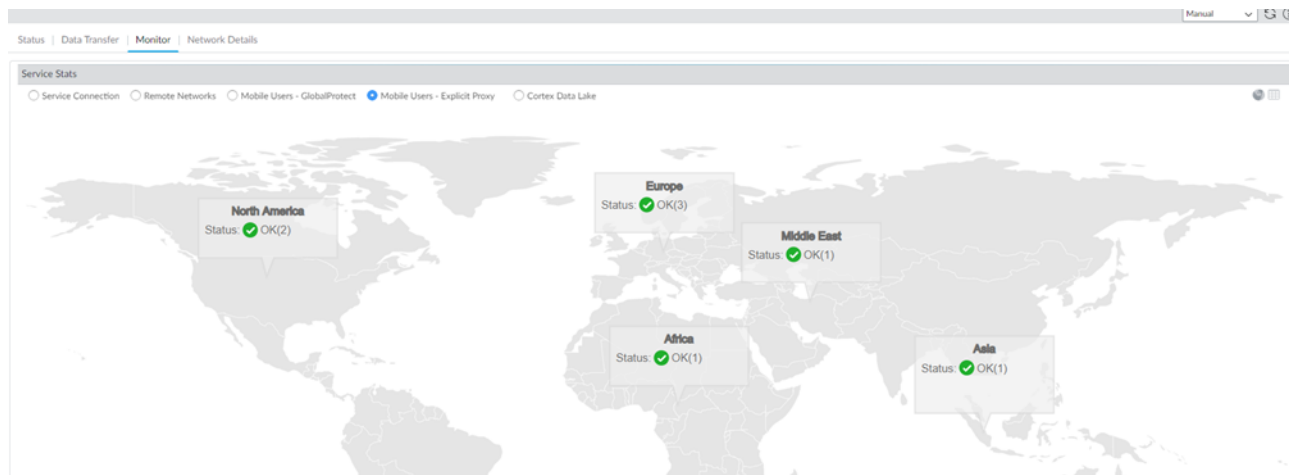 Manual
Status | Data Transfer | Monitor | Network Details
Service Stats
Service Connection Remote Networks Mobile Users - GlobalProtect Mobile Users - Explicit Proxy Cortex Data Lake
Europe
Status: OK(3)
North America
Status: OK(2)
Middle East
Status: OK(1)
Africa
Status: OK(1)
Asia
Status: OK(1)